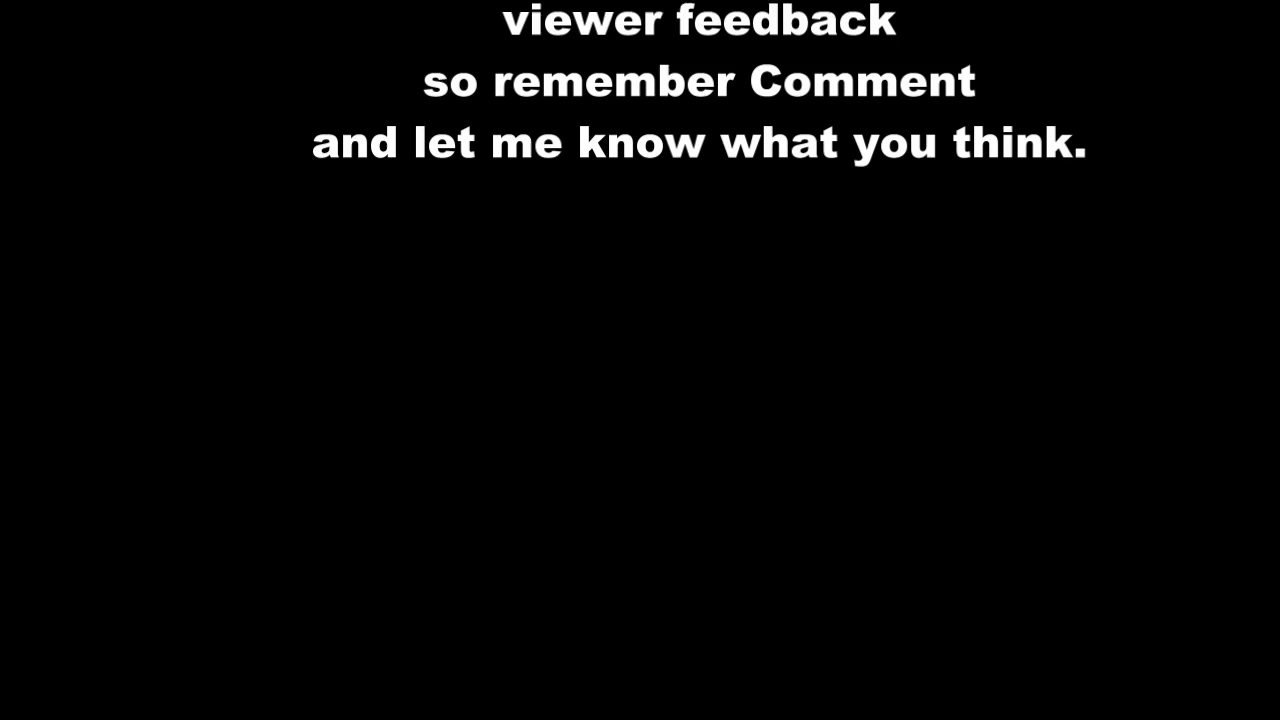 viewer feedback
so remember Comment
and let me know what you think.